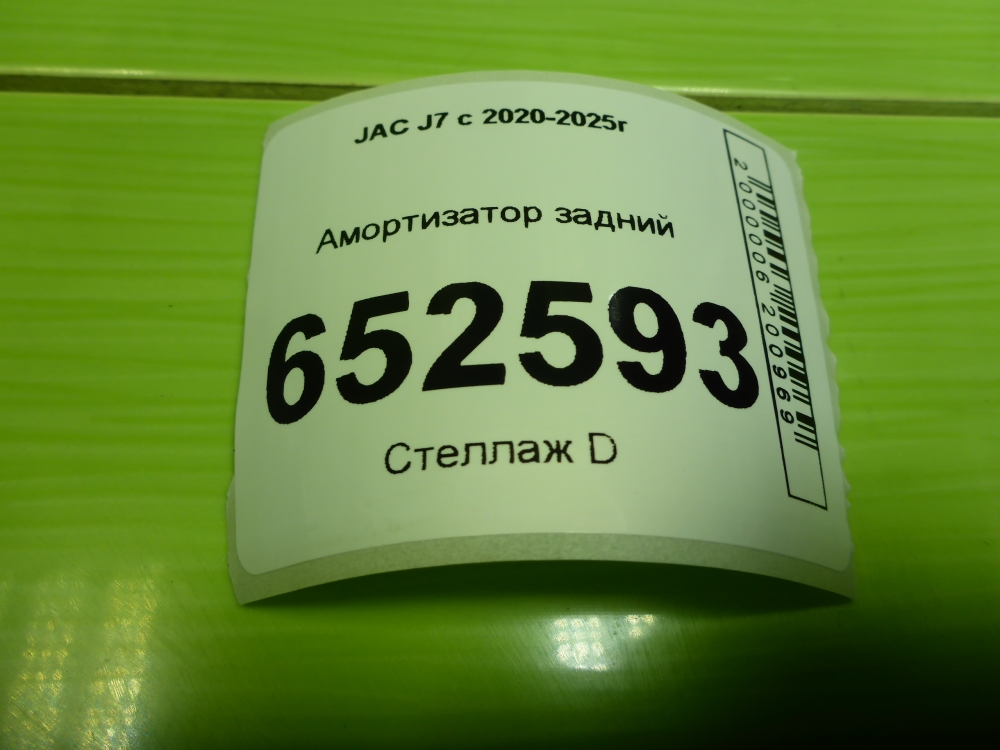 JAC J7 с 2020-2025г
Амортизатор задний
652593
Стеллаж D
2000006200969